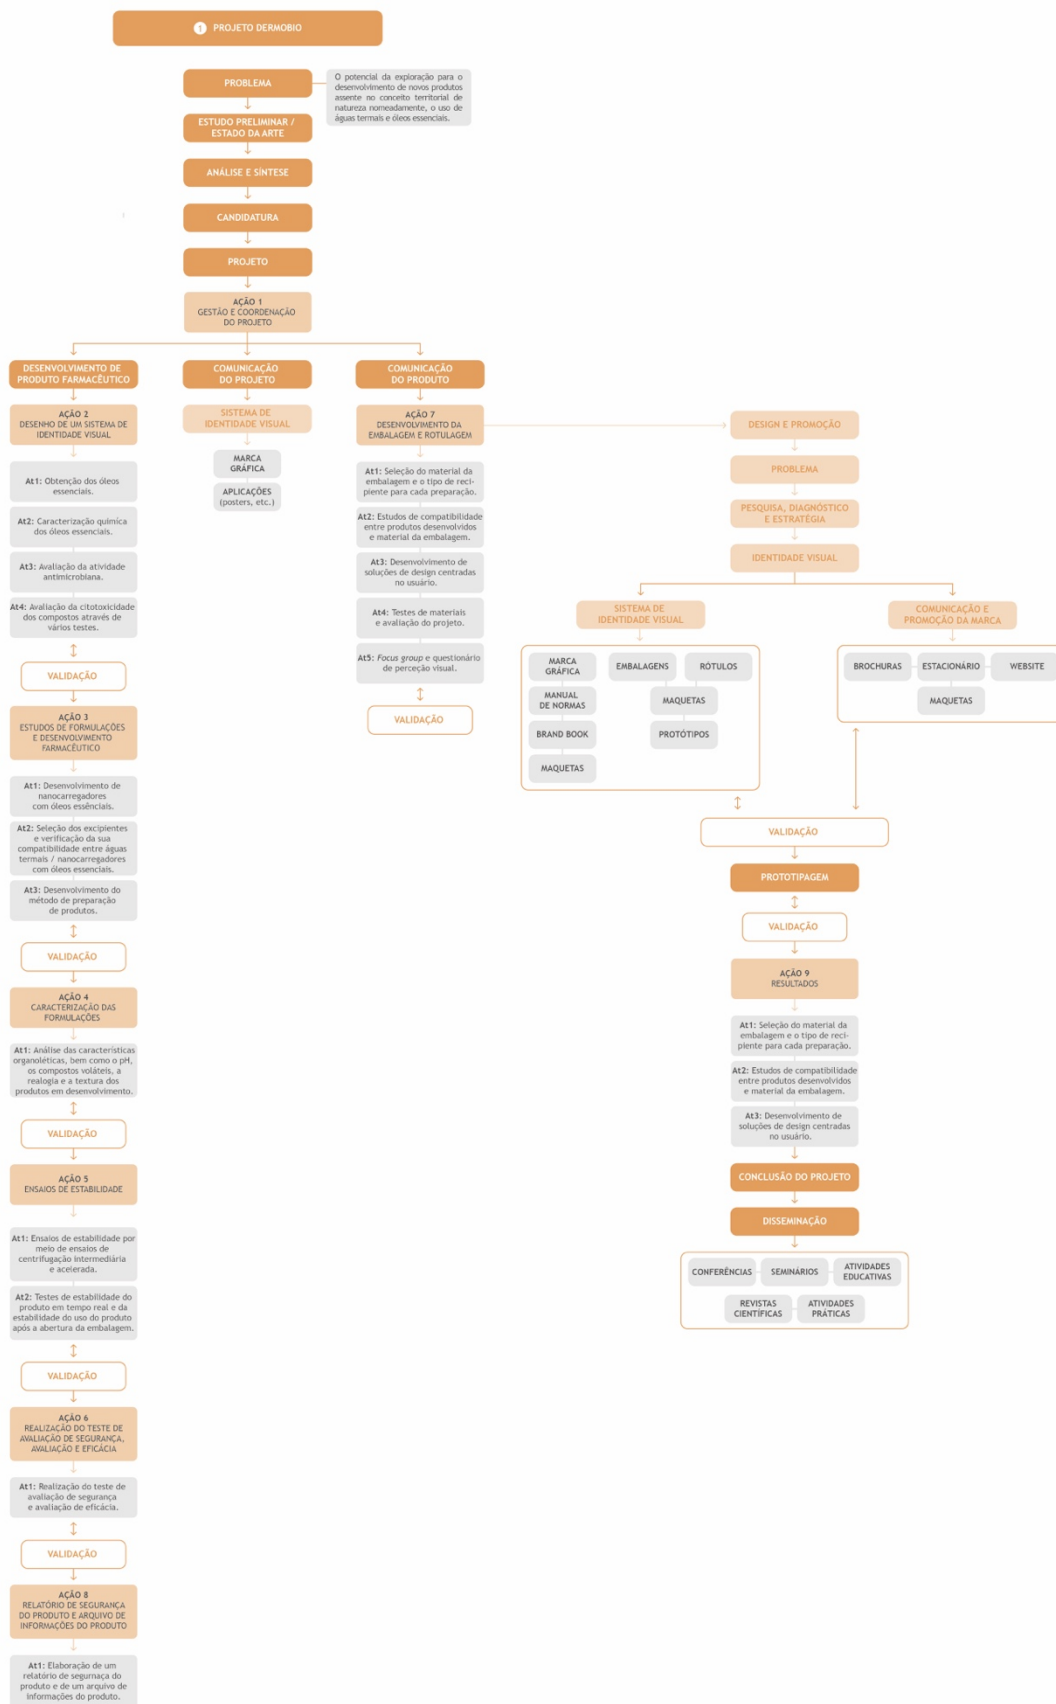 1 PROJETO DERMOBIO
PROBLEMA
O potencial da exploração para o
desenvolvimento de novos produtos
assente no conceito territorial de
natureza nomeadamente, o uso de
águas termais e óleos essenciais.
ESTUDO PRELIMINAR /
ESTADO DA ARTE
ANÁLISE E SÍNTESE
CANDIDATURA
PROJETO
AÇÃO 1
GESTÃO E COORDENAÇÃO
DO PROJETO
DESENVOLVIMENTO DE
PRODUTO FARMACÊUTICO
AÇÃO 2
DESENHO DE UM SISTEMA DE
IDENTIDADE VISUAL
At1: Obtenção dos óleos
essenciais.
At2: Caracterização quimíca
dos óleos essenciais.
At3: Avaliação da atividade
antimicrobiana.
At4: Avaliação da citotoxicidade
dos compostos através de
vários testes.
VALIDAÇÃO
AÇÃO 3
ESTUDOS DE FORMULAÇÕES
E DESENVOLVIMENTO
FARMACÊUTICO
At1: Desenvolvimento de
nanocarregadores
com óleos essênciais.
At2: Seleção dos excipientes
e verificação da sua
compatibilidade entre águas
termais / nanocarregadores
com óleos essenciais.
At3: Desenvolvimento do
método de preparação
de produtos.
VALIDAÇÃO
AÇÃO 4
CARACTERIZAÇÃO DAS
FORMULAÇÕES
At1: Análise das características
organoléticas, bem como o pH,
os compostos voláteis, a
realogia e a textura dos
produtos em desenvolvimento.
VALIDAÇÃO
AÇÃO 5
ENSAIOS DE ESTABILIDADE
At1: Ensaios de estabilidade por
meio de ensaios de
centrifugação intermediária
e acelerada.
At2: Testes de estabilidade do
produto em tempo real e da
estabilidade do uso do produto
após a abertura da embalagem.
VALIDAÇÃO
AÇÃO 6
REALIZAÇÃO DO TESTE DE
AVALIAÇÃO DE SEGURANÇA,
AVALIAÇÃO E EFICÁCIA
At1: Realização do teste de
avaliação de segurança
e avaliação de eficácia.
VALIDAÇÃO
AÇÃO 8
RELATÓRIO DE SEGURANÇA
DO PRODUTO E ARQUIVO DE
INFORMAÇÕES DO PRODUTO
At1: Elaboração de um
relatório de segurnaça do
produto e de um arquivo de
informações do produto.
COMUNICAÇÃO
DO PROJETO
SISTEMA DE
IDENTIDADE VISUAL
MARCA
GRÁFICA
APLICAÇÕES
(posters, etc.)
COMUNICAÇÃO
DO PRODUTO
AÇÃO 7
DESENVOLVIMENTO DA
EMBALAGEM E ROTULAGEM
At1: Seleção do material da
embalagem e o tipo de reci-
piente para cada preparação.
At2: Estudos de compatibilidade
entre produtos desenvolvidos
e material da embalagem.
At3: Desenvolvimento de
soluções de design centradas
no usuário.
At4: Testes de materiais
e avaliação do projeto.
At5: Focus group e questionário
de perceção visual.
VALIDAÇÃO
DESIGN E PROMOÇÃO
PROBLEMA
PESQUISA, DIAGNÓSTICO
E ESTRATÉGIA
IDENTIDADE VISUAL
SISTEMA DE
IDENTIDADE VISUAL
MARCA
GRÁFICA
MANUAL
DE NORMAS
BRAND BOOK
MAQUETAS
EMBALAGENS
RÓTULOS
MAQUETAS
PROTÓTIPOS
COMUNICAÇÃO E
PROMOÇÃO DA MARCA
BROCHURAS
ESTACIONÁRIO
WEBSITE
MAQUETAS
VALIDAÇÃO
PROTOTIPAGEM
VALIDAÇÃO
AÇÃO 9
RESULTADOS
At1: Seleção do material da
embalagem e o tipo de reci-
piente para cada preparação.
At2: Estudos de compatibilidade
entre produtos desenvolvidos
e material da embalagem.
At3: Desenvolvimento de
soluções de design centradas
no usuário.
CONCLUSÃO DO PROJETO
DISSEMINAÇÃO
CONFERÊNCIAS
SEMINÁRIOS
ATIVIDADES
EDUCATIVAS
REVISTAS
CIENTÍFICAS
ATIVIDADES
PRÁTICAS